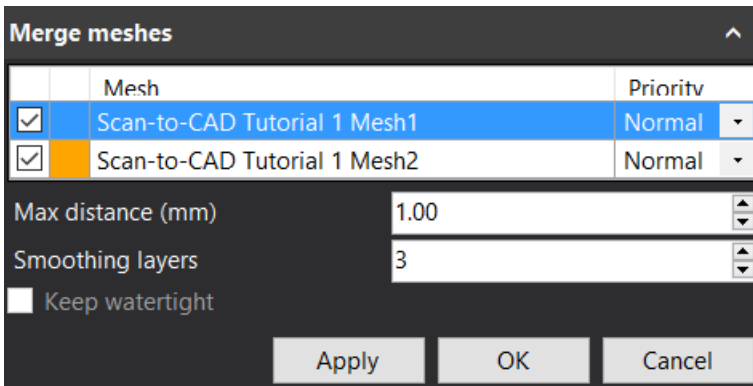 Merge meshes
Mesh Priority
Scan-to-CAD Tutorial 1 Mesh1 Normal
Scan-to-CAD Tutorial 1 Mesh2 Normal
Max distance (mm) 1.00
Smoothing layers 3
Keep watertight
Apply OK Cancel